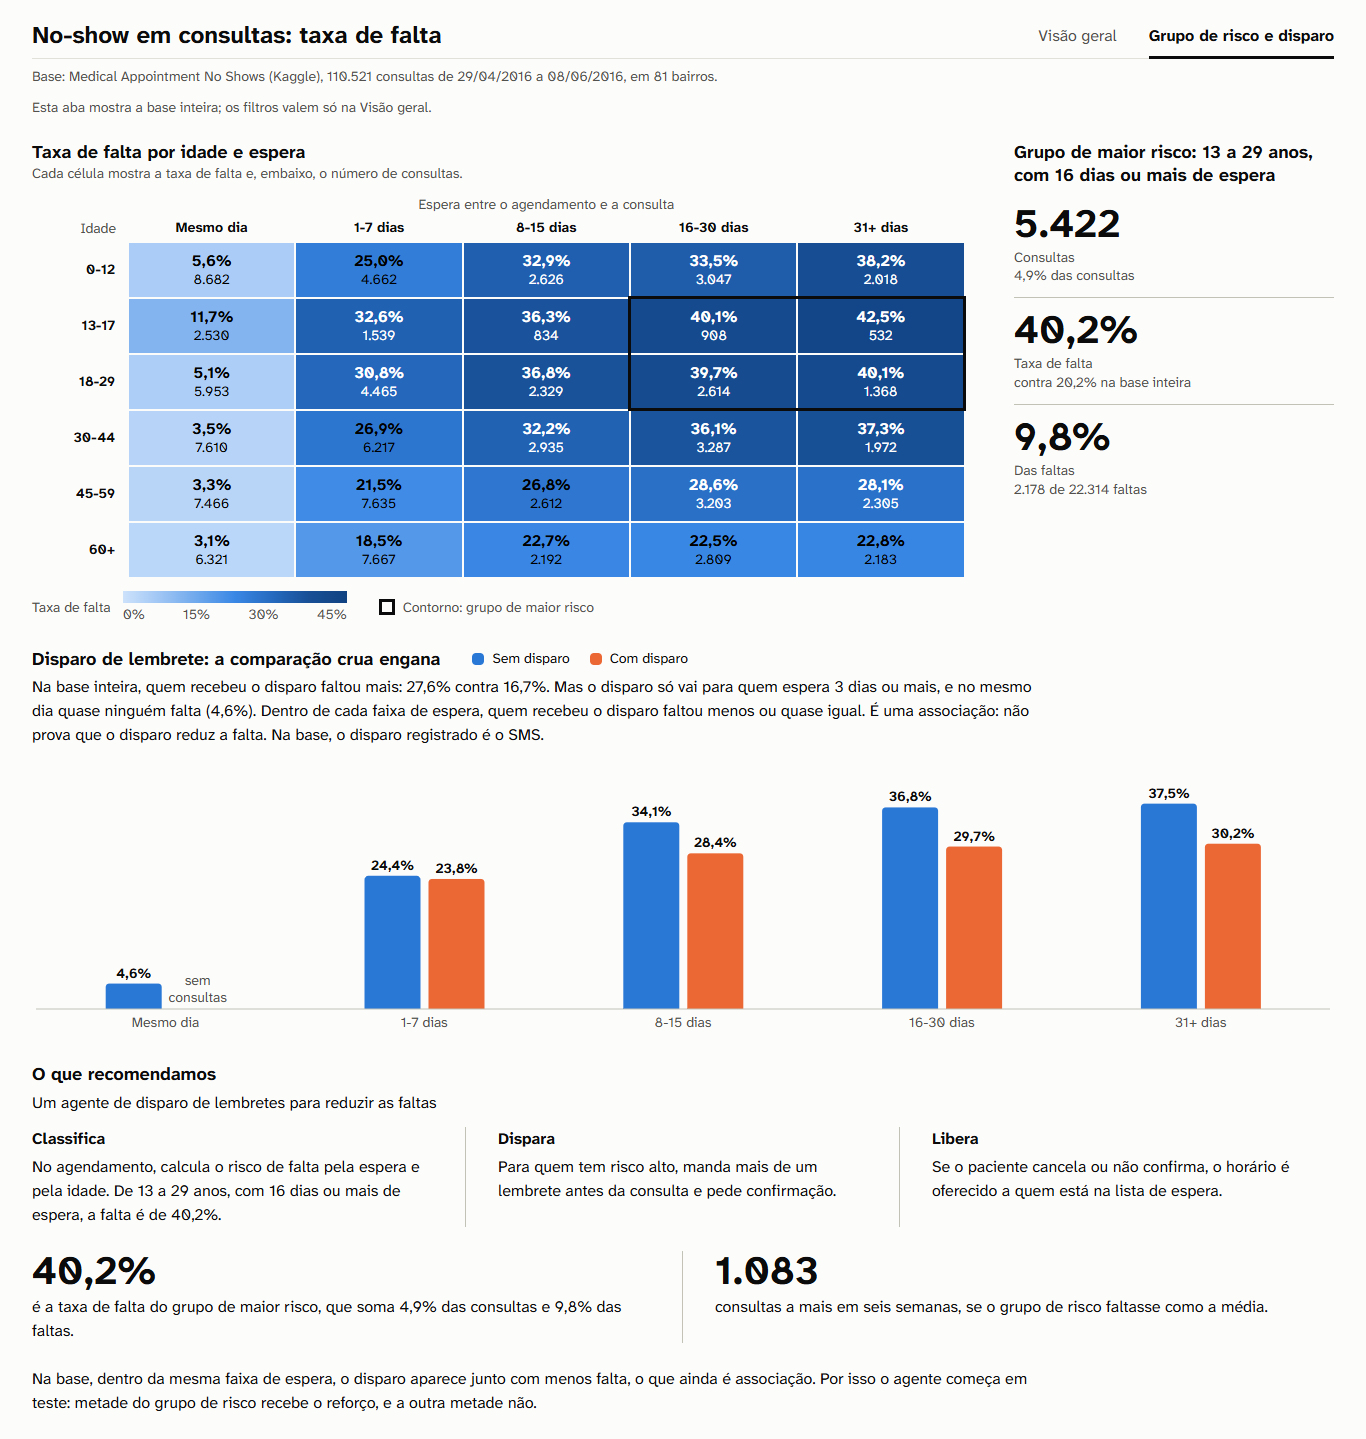 No-show em consultas: taxa de falta
Visão geral
Grupo de risco e disparo
Base: Medical Appointment No Shows (Kaggle), 110.521 consultas de 29/04/2016 a 08/06/2016, em 81 bairros.
Esta aba mostra a base inteira; os filtros valem só na Visão geral.
Taxa de falta por idade e espera
Cada célula mostra a taxa de falta e, embaixo, o número de consultas.
Espera entre o agendamento e a consulta
Idade Mesmo dia 1-7 dias 8-15 dias 16-30 dias 31+ dias
0-12 5,6% 25,0% 32,9% 33,5% 38,2%
8.682 4.662 2.626 3.047 2.018
13-17 11,7% 32,6% 36,3% 40,1% 42,5%
2.530 1.539 834 908 532
18-29 5,1% 30,8% 36,8% 39,7% 40,1%
5.953 4.465 2.329 2.614 1.368
30-44 3,5% 26,9% 32,2% 36,1% 37,3%
7.610 6.217 2.935 3.287 1.972
45-59 3,3% 21,5% 26,8% 28,6% 28,1%
7.466 7.635 2.612 3.203 2.305
60+ 3,1% 18,5% 22,7% 22,5% 22,8%
6.321 7.667 2.192 2.809 2.183
Taxa de falta
0% 15% 30% 45%
Contorno: grupo de maior risco
Grupo de maior risco: 13 a 29 anos,
com 16 dias ou mais de espera
5.422
Consultas
4,9% das consultas
40,2%
Taxa de falta
contra 20,2% na base inteira
9,8%
Das faltas
2.178 de 22.314 faltas
Disparo de lembrete: a comparação crua engana
Sem disparo
Com disparo
Na base inteira, quem recebeu o disparo faltou mais: 27,6% contra 16,7%. Mas o disparo só vai para quem espera 3 dias ou mais, e no mesmo
dia quase ninguém falta (4,6%). Dentro de cada faixa de espera, quem recebeu o disparo faltou menos ou quase igual. É uma associação: não
prova que o disparo reduz a falta. Na base, o disparo registrado é o SMS.
4,6%
sem
consultas
24,4% 23,8%
34,1% 28,4%
36,8% 29,7%
37,5% 30,2%
Mesmo dia 1-7 dias 8-15 dias 16-30 dias 31+ dias
O que recomendamos
Um agente de disparo de lembretes para reduzir as faltas
Classifica
No agendamento, calcula o risco de falta pela espera e
pela idade. De 13 a 29 anos, com 16 dias ou mais de
espera, a falta é de 40,2%.
Dispara
Para quem tem risco alto, manda mais de um
lembrete antes da consulta e pede confirmação.
Libera
Se o paciente cancela ou não confirma, o horário é
oferecido a quem está na lista de espera.
40,2%
é a taxa de falta do grupo de maior risco, que soma 4,9% das consultas e 9,8% das
faltas.
1.083
consultas a mais em seis semanas, se o grupo de risco faltasse como a média.
Na base, dentro da mesma faixa de espera, o disparo aparece junto com menos falta, o que ainda é associação. Por isso o agente começa em
teste: metade do grupo de risco recebe o reforço, e a outra metade não.